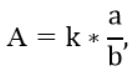 A = k * a/b,